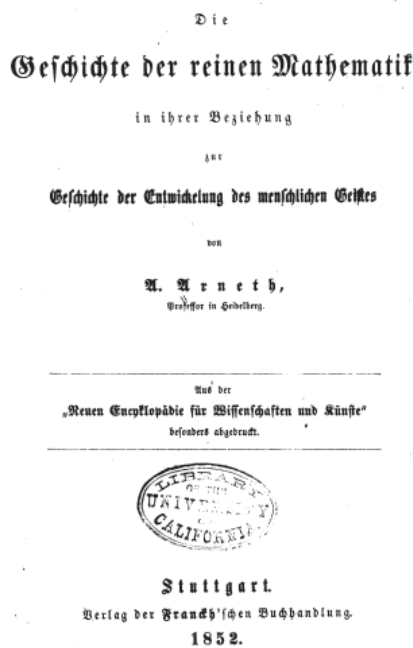 Die
Geschichte der reinen Mathematik
in ihrer Beziehung
zur
Geschichte der Entwickelung des menschlichen Geistes
von
A. Arneth,
Professor in Heidelberg.
Aus der
„Neuen Encyklopädie für Wissenschaften und Künste“
besonders abgedruckt.
LIBRARY
OF THE
UNIVERSITY
OF
CALIFORNIA
Stuttgart.
Verlag der Franckh'schen Buchhandlung.
1852.